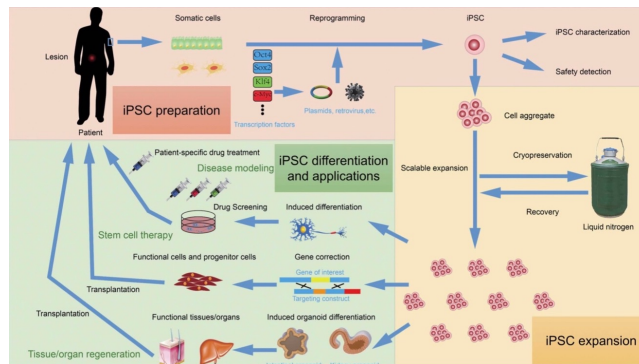 Somatic cells
Reprogramming
iPSC
iPSC characterization
Lesion
Oct4
Sox2
Klf4
Safety detection
iPSC preparation
Transcription factors
Plasmids, retrovirus,etc.
Patient
Cell aggregate
Patient-specific drug treatment
Disease modeling
iPSC differentiation
and applications
Scalable expansion
Cryopreservation
Drug Screening
Induced differentiation
Recovery
Stem cell therapy
Liquid nitrogen
Functional cells and progenitor cells
Gene correction
Gene of interest
Transplantation
Targeting construct
Transplantation
Functional tissues/organs
Induced organoid differentiation
Tissue/organ regeneration
iPSC expansion